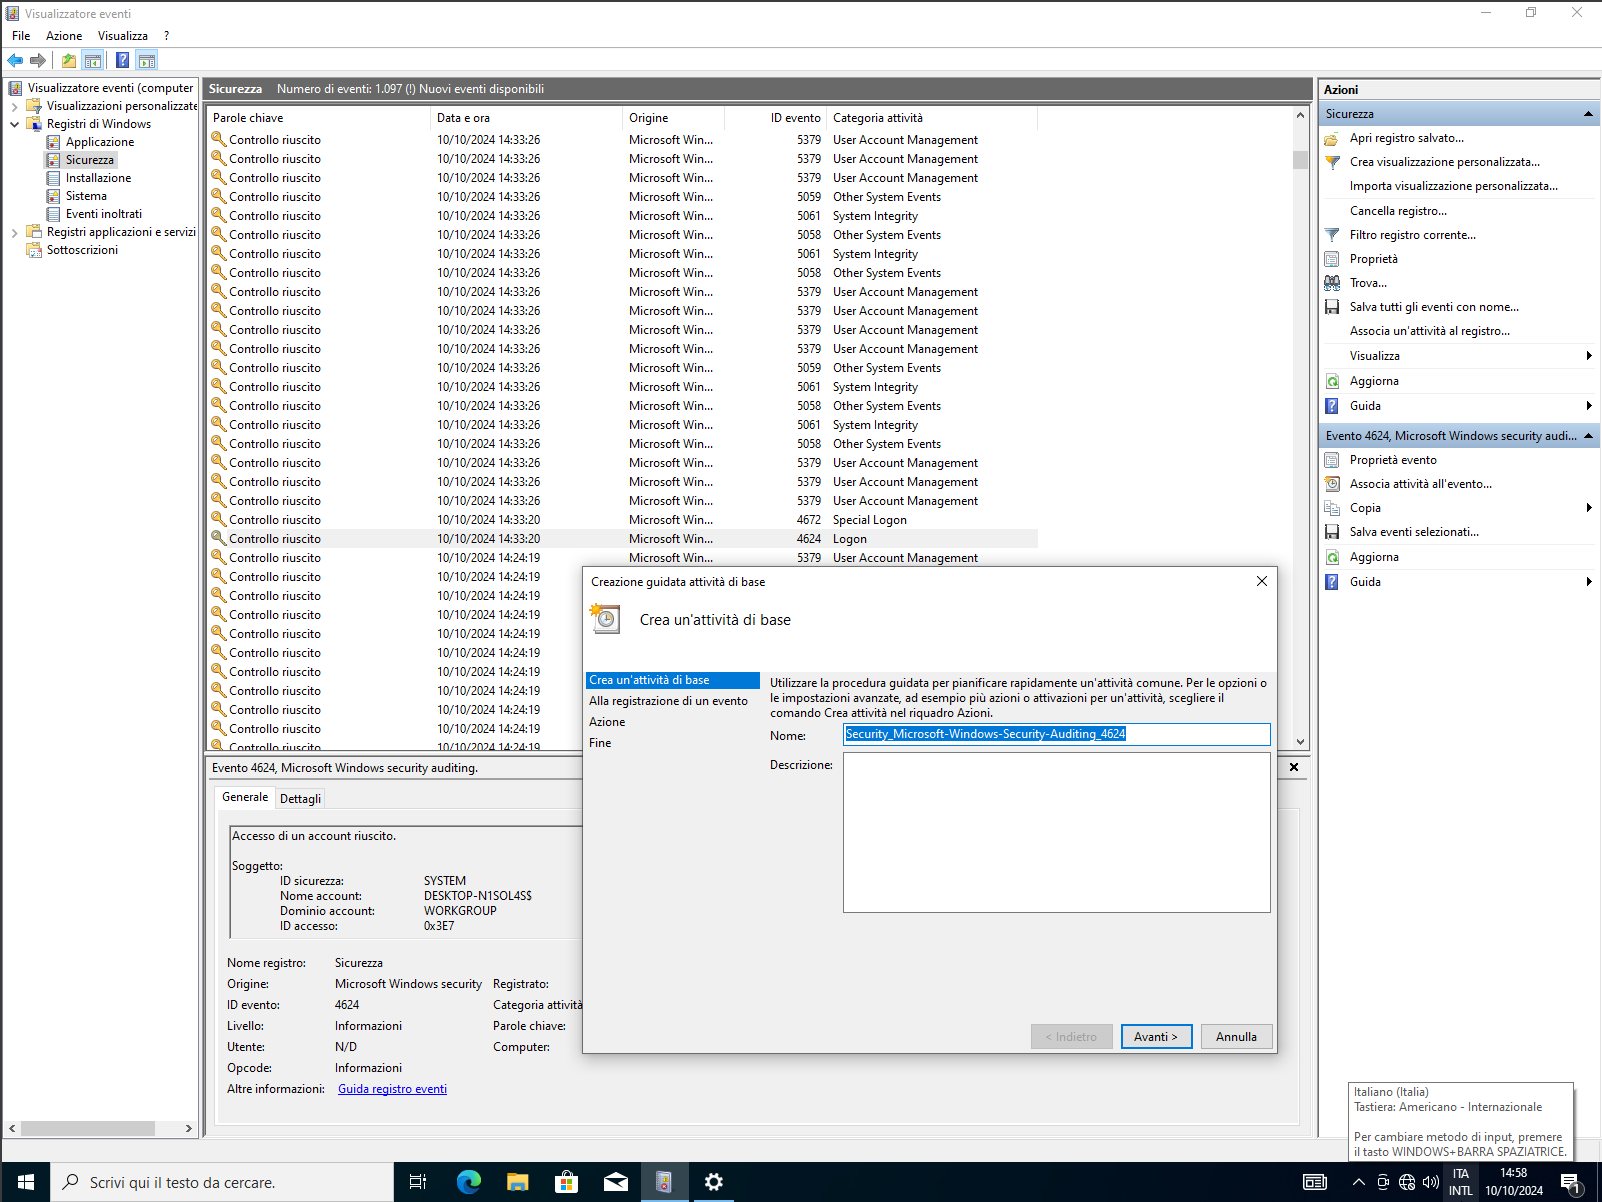 Visualizzatore eventi
File Azione Visualizza ?
Visualizzatore eventi (computer
Visualizzazioni personalizzate
Registri di Windows
Applicazione
Sicurezza
Installazione
Sistema
Eventi inoltrati
Registri applicazioni e servizi
Sottoscrizioni
Sicurezza Numero di eventi: 1.097 (!) Nuovi eventi disponibili
Parole chiave Data e ora Origine ID evento Categoria attività
Controllo riuscito 10/10/2024 14:33:26 Microsoft Win... 5379 User Account Management
Controllo riuscito 10/10/2024 14:33:26 Microsoft Win... 5379 User Account Management
Controllo riuscito 10/10/2024 14:33:26 Microsoft Win... 5379 User Account Management
Controllo riuscito 10/10/2024 14:33:26 Microsoft Win... 5059 Other System Events
Controllo riuscito 10/10/2024 14:33:26 Microsoft Win... 5061 System Integrity
Controllo riuscito 10/10/2024 14:33:26 Microsoft Win... 5058 Other System Events
Controllo riuscito 10/10/2024 14:33:26 Microsoft Win... 5061 System Integrity
Controllo riuscito 10/10/2024 14:33:26 Microsoft Win... 5058 Other System Events
Controllo riuscito 10/10/2024 14:33:26 Microsoft Win... 5379 User Account Management
Controllo riuscito 10/10/2024 14:33:26 Microsoft Win... 5379 User Account Management
Controllo riuscito 10/10/2024 14:33:26 Microsoft Win... 5379 User Account Management
Controllo riuscito 10/10/2024 14:33:26 Microsoft Win... 5379 User Account Management
Controllo riuscito 10/10/2024 14:33:26 Microsoft Win... 5059 Other System Events
Controllo riuscito 10/10/2024 14:33:26 Microsoft Win... 5061 System Integrity
Controllo riuscito 10/10/2024 14:33:26 Microsoft Win... 5058 Other System Events
Controllo riuscito 10/10/2024 14:33:26 Microsoft Win... 5061 System Integrity
Controllo riuscito 10/10/2024 14:33:26 Microsoft Win... 5058 Other System Events
Controllo riuscito 10/10/2024 14:33:26 Microsoft Win... 5379 User Account Management
Controllo riuscito 10/10/2024 14:33:26 Microsoft Win... 5379 User Account Management
Controllo riuscito 10/10/2024 14:33:26 Microsoft Win... 5379 User Account Management
Controllo riuscito 10/10/2024 14:33:20 Microsoft Win... 4672 Special Logon
Controllo riuscito 10/10/2024 14:33:20 Microsoft Win... 4624 Logon
Controllo riuscito 10/10/2024 14:24:19 Microsoft Win... 5379 User Account Management
Controllo riuscito 10/10/2024 14:24:19
Controllo riuscito 10/10/2024 14:24:19
Controllo riuscito 10/10/2024 14:24:19
Controllo riuscito 10/10/2024 14:24:19
Controllo riuscito 10/10/2024 14:24:19
Controllo riuscito 10/10/2024 14:24:19
Controllo riuscito 10/10/2024 14:24:19
Controllo riuscito 10/10/2024 14:24:19
Controllo riuscito 10/10/2024 14:24:19
Controllo riuscito 10/10/2024 14:24:19
Evento 4624, Microsoft Windows security auditing.
Generale Dettagli
Accesso di un account riuscito.
Soggetto:
ID sicurezza: SYSTEM
Nome account: DESKTOP-N1SOL4S$
Dominio account: WORKGROUP
ID accesso: 0x3E7
Nome registro: Sicurezza
Origine: Microsoft Windows security Registrato:
ID evento: 4624 Categoria attività
Livello: Informazioni Parole chiave:
Utente: N/D Computer:
Opcode: Informazioni
Altre informazioni: Guida registro eventi
Creazione guidata attività di base
Crea un'attività di base
Crea un'attività di base
Alla registrazione di un evento
Azione
Fine
Utilizzare la procedura guidata per pianificare rapidamente un'attività comune. Per le opzioni o
le impostazioni avanzate, ad esempio più azioni o attivazioni per un'attività, scegliere il
comando Crea attività nel riquadro Azioni.
Nome: Security_Microsoft-Windows-Security-Auditing_4624
Descrizione:
< Indietro Avanti > Annulla
Azioni
Sicurezza
Apri registro salvato...
Crea visualizzazione personalizzata...
Importa visualizzazione personalizzata...
Cancella registro...
Filtro registro corrente...
Proprietà
Trova...
Salva tutti gli eventi con nome...
Associa un'attività al registro...
Visualizza
Aggiorna
Guida
Evento 4624, Microsoft Windows security audi...
Proprietà evento
Associa attività all'evento...
Copia
Salva eventi selezionati...
Aggiorna
Guida
Italiano (Italia)
Tastiera: Americano - Internazionale
Per cambiare metodo di input, premere
il tasto WINDOWS+BARRA SPAZIATRICE.
Scrivi qui il testo da cercare.
ITA
INTL
14:58
10/10/2024
1